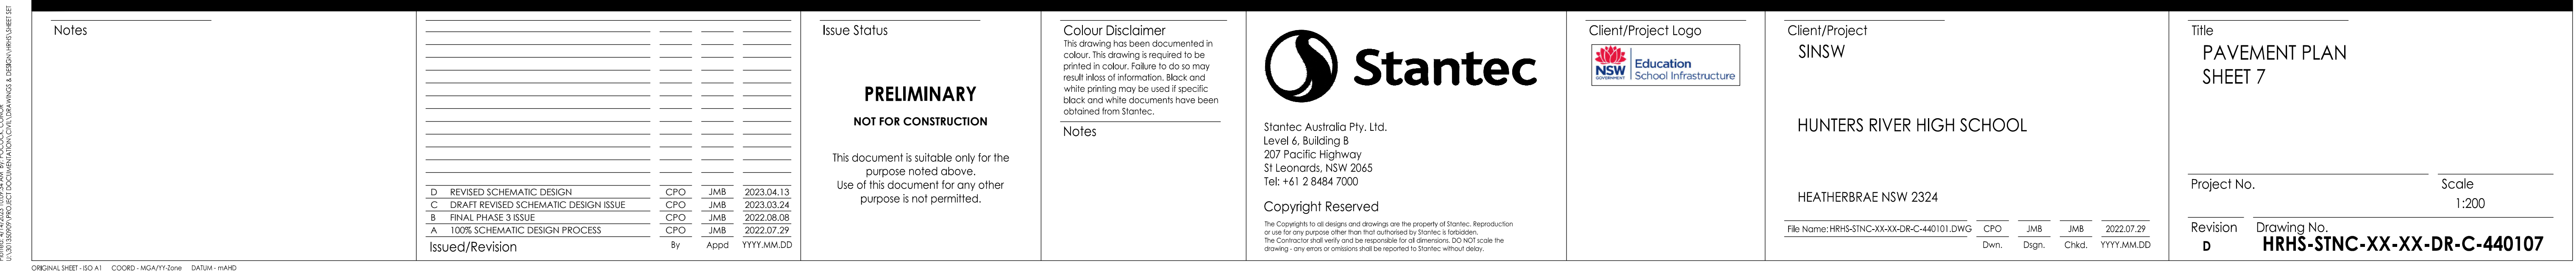 Notes
D REVISED SCHEMATIC DESIGN CPO JMB 2023.04.13
C DRAFT REVISED SCHEMATIC DESIGN ISSUE CPO JMB 2023.03.24
B FINAL PHASE 3 ISSUE CPO JMB 2022.08.08
A 100% SCHEMATIC DESIGN PROCESS CPO JMB 2022.07.29
Issued/Revision By Appd YYYY.MM.DD
Issue Status
PRELIMINARY
NOT FOR CONSTRUCTION
This document is suitable only for the
purpose noted above.
Use of this document for any other
purpose is not permitted.
Colour Disclaimer
This drawing has been documented in
colour. This drawing is required to be
printed in colour. Failure to do so may
result inloss of information. Black and
white printing may be used if specific
black and white documents have been
obtained from Stantec.
Notes
Stantec
Stantec Australia Pty. Ltd.
Level 6, Building B
207 Pacific Highway
St Leonards, NSW 2065
Tel: +61 2 8484 7000
Copyright Reserved
The Copyrights to all designs and drawings are the property of Stantec. Reproduction
or use for any purpose other than that authorised by Stantec is forbidden.
The Contractor shall verify and be responsible for all dimensions. DO NOT scale the
drawing - any errors or omissions shall be reported to Stantec without delay.
Client/Project Logo
NSW
GOVERNMENT
Education
School Infrastructure
Client/Project
SINSW
HUNTERS RIVER HIGH SCHOOL
HEATHERBRAE NSW 2324
File Name: HRHS-STNC-XX-XX-DR-C-440101.DWG CPO JMB JMB 2022.07.29
Dwn. Dsgn. Chkd. YYYY.MM.DD
Title
PAVEMENT PLAN
SHEET 7
Project No. Scale
1:200
Revision Drawing No.
D HRHS-STNC-XX-XX-DR-C-440107
ORIGINAL SHEET - ISO A1 COORD - MGA/YY-Zone DATUM - mAHD